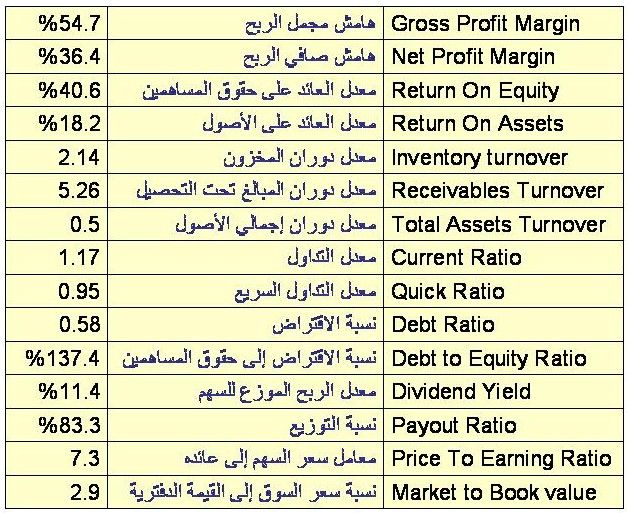 %54.7 هامش مجمل الربح Gross Profit Margin
%36.4 هامش صافي الربح Net Profit Margin
%40.6 معدل العائد على حقوق المساهمين Return On Equity
%18.2 معدل العائد على الأصول Return On Assets
2.14 معدل دوران المخزون Inventory turnover
5.26 معدل دوران المبالغ تحت التحصيل Receivables Turnover
0.5 معدل دوران إجمالي الأصول Total Assets Turnover
1.17 معدل التداول Current Ratio
0.95 معدل التداول السريع Quick Ratio
0.58 نسبة الاقتراض Debt Ratio
%137.4 نسبة الاقتراض إلى حقوق المساهمين Debt to Equity Ratio
%11.4 معدل الربح الموزع للسهم Dividend Yield
%83.3 نسبة التوزيع Payout Ratio
7.3 معامل سعر السهم إلى عائده Price To Earning Ratio
2.9 نسبة سعر السوق إلى القيمة الدفترية Market to Book value